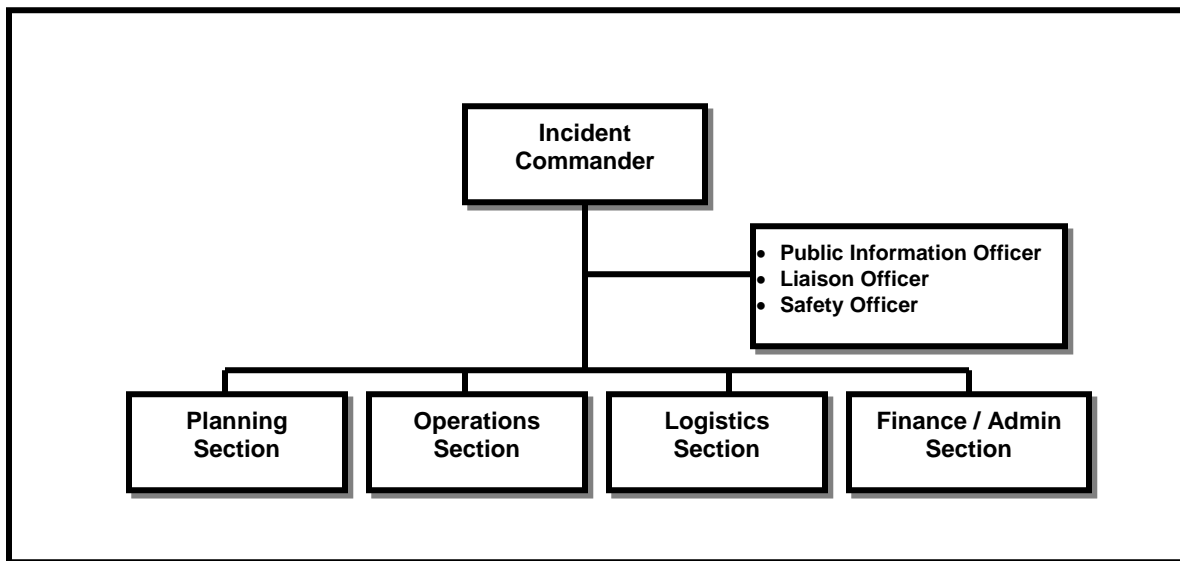 Incident
Commander
• Public Information Officer
• Liaison Officer
• Safety Officer
Planning
Section
Operations
Section
Logistics
Section
Finance / Admin
Section